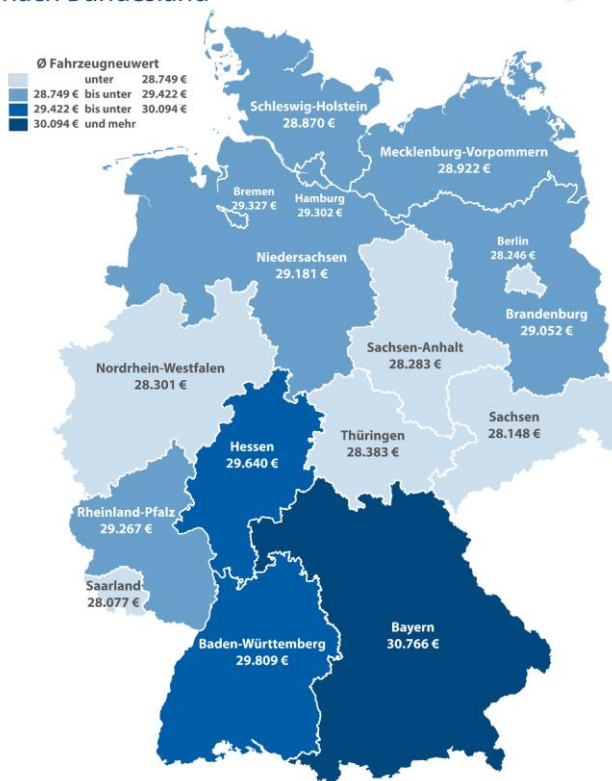 nach Bundesland
Ø Fahrzeugneuwert
unter 28.749 €
28.749 € bis unter 29.422 €
29.422 € bis unter 30.094 €
30.094 € und mehr
Schleswig-Holstein
28.870 €
Mecklenburg-Vorpommern
28.922 €
Bremen
29.327 €
Hamburg
29.302 €
Niedersachsen
29.181 €
Berlin
28.246 €
Brandenburg
29.052 €
Sachsen-Anhalt
28.283 €
Nordrhein-Westfalen
28.301 €
Sachsen
28.148 €
Thüringen
28.383 €
Hessen
29.640 €
Rheinland-Pfalz
29.267 €
Saarland
28.077 €
Baden-Württemberg
29.809 €
Bayern
30.766 €